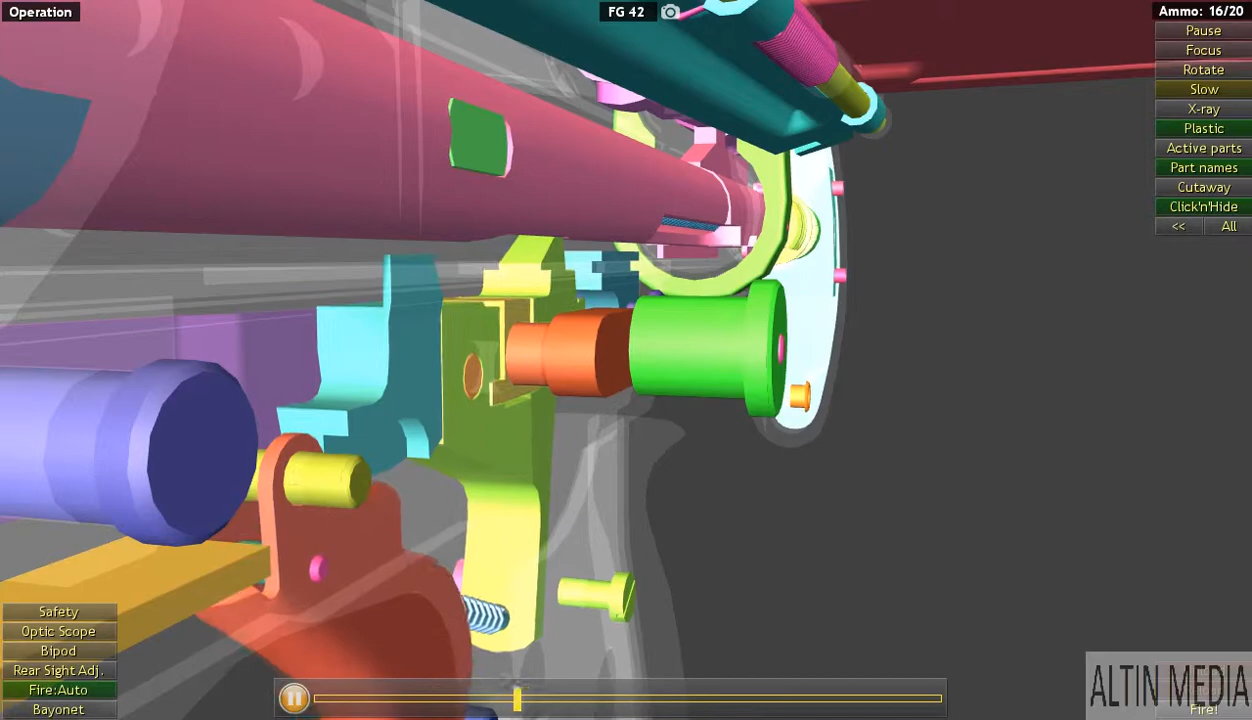 Operation
FG 42
Ammo: 16/20
Pause
Focus
Rotate
Slow
X-ray
Plastic
Active parts
Part names
Cutaway
Click'n'Hide
<< All
Safety
Optic Scope
Bipod
Rear Sight Adj.
Fire:Auto
Bayonet
ALTIN MEDIA
Fire!